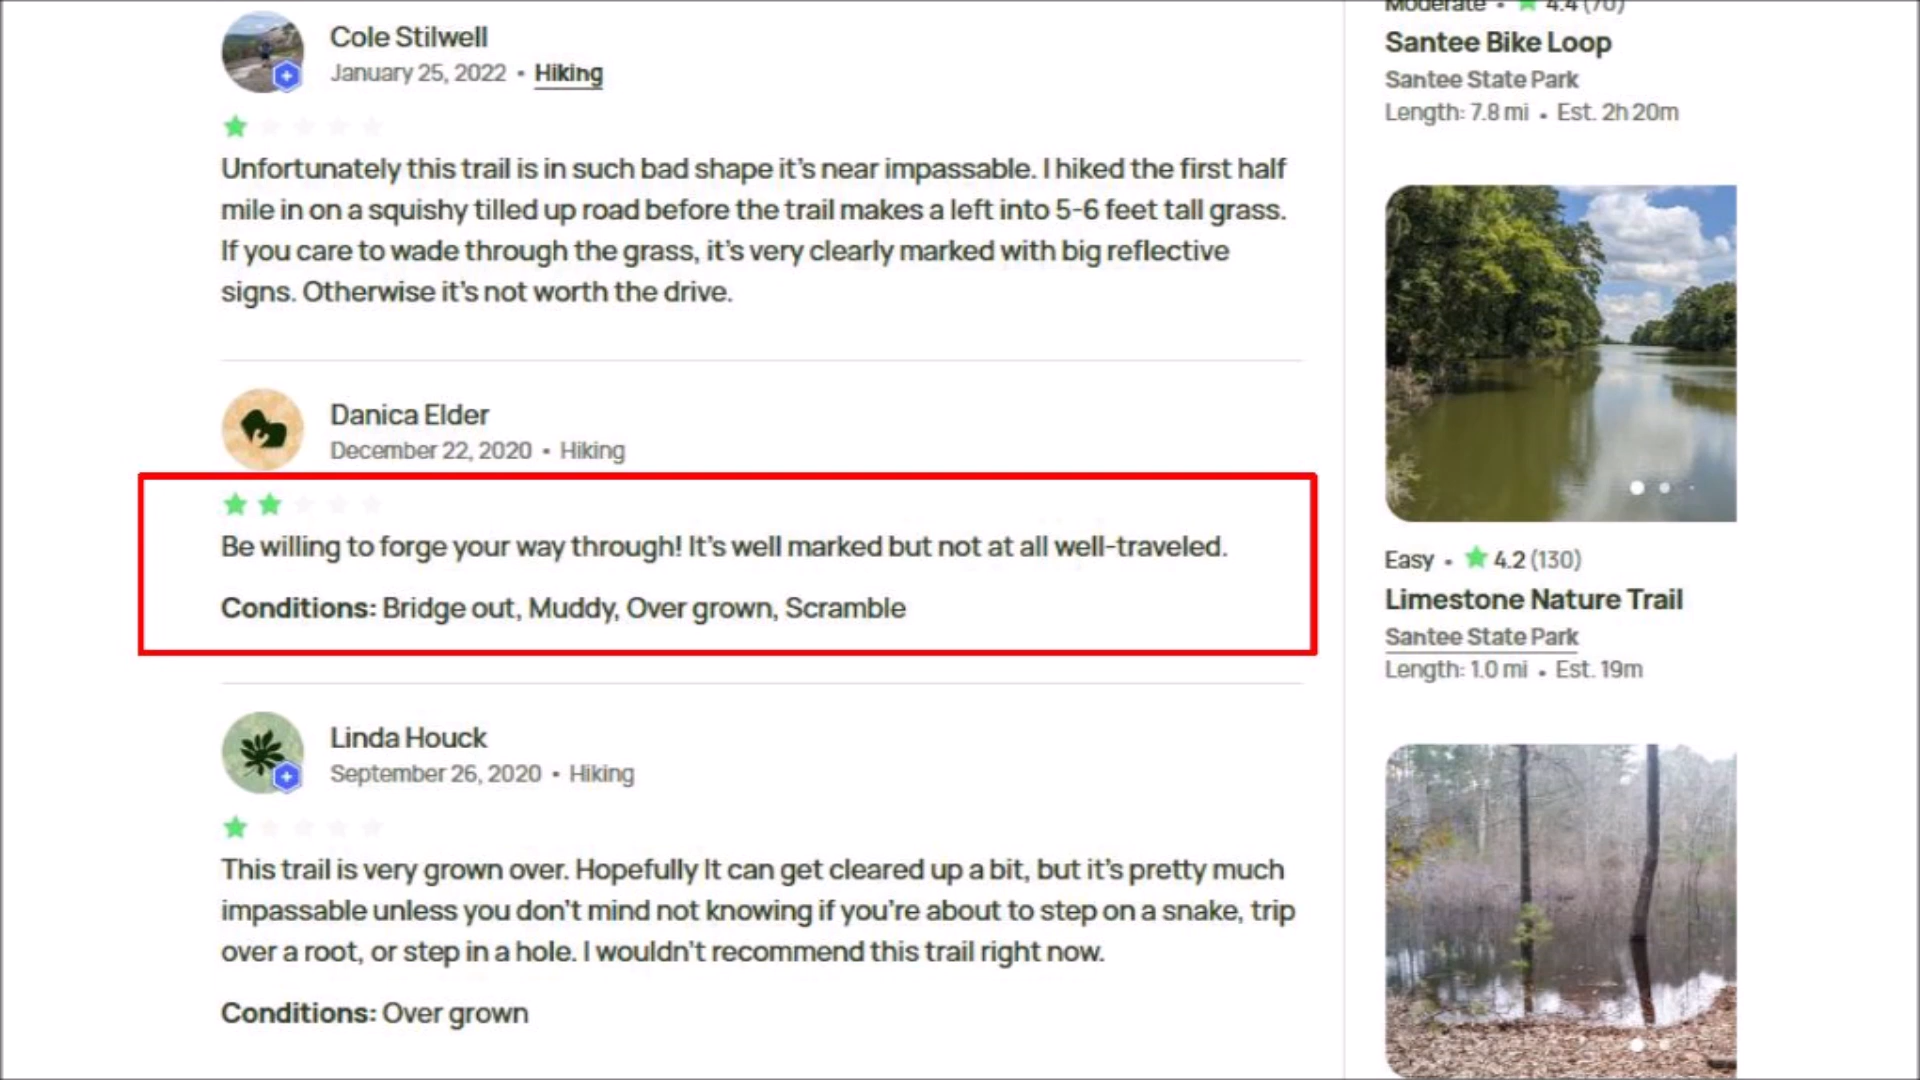 Cole Stilwell
January 25, 2022 • Hiking
Unfortunately this trail is in such bad shape it's near impassable. I hiked the first half
mile in on a squishy tilled up road before the trail makes a left into 5-6 feet tall grass.
If you care to wade through the grass, it's very clearly marked with big reflective
signs. Otherwise it's not worth the drive.
Danica Elder
December 22, 2020 • Hiking
Be willing to forge your way through! It's well marked but not at all well-traveled.
Conditions: Bridge out, Muddy, Over grown, Scramble
Linda Houck
September 26, 2020 • Hiking
This trail is very grown over. Hopefully It can get cleared up a bit, but it's pretty much
impassable unless you don't mind not knowing if you're about to step on a snake, trip
over a root, or step in a hole. I wouldn't recommend this trail right now.
Conditions: Over grown
Moderate • 4.4 (70)
Santee Bike Loop
Santee State Park
Length: 7.8 mi • Est. 2h 20m
Easy • 4.2 (130)
Limestone Nature Trail
Santee State Park
Length: 1.0 mi • Est. 19m